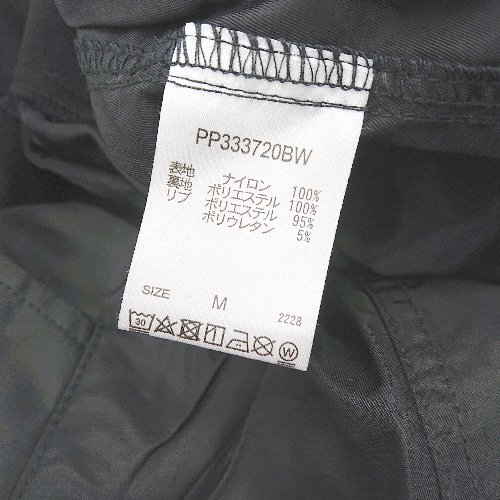 PP333720BW
表地 ナイロン 100%
裏地 ポリエステル 100%
リブ ポリエステル 95%
ポリウレタン 5%
SIZE M 2228
30 W